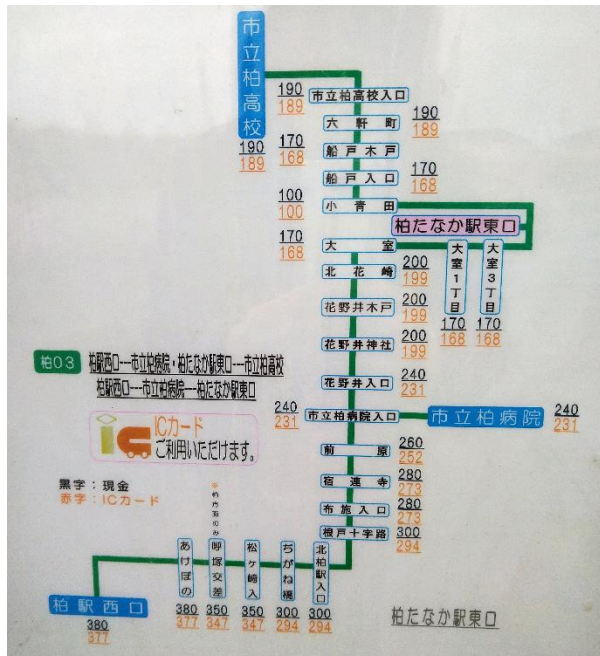 市立柏高校
190
189
190
189
市立柏高校入口
六軒町
190
189
170
168
船戸木戸
船戸入口
170
168
100
100
小青田
柏たなか駅東口
170
168
大室
大室1丁目
170
168
大室3丁目
170
168
北花崎
200
199
花野井木戸
200
199
花野井神社
200
199
柏03
柏駅西口---市立柏病院・柏たなか駅東口---市立柏高校
柏駅西口---市立柏病院---柏たなか駅東口
花野井入口
240
231
240
231
市立柏病院入口
市立柏病院
240
231
ic
ICカード
ご利用いただけます。
前原
260
252
黒字:現金
赤字:ICカード
宿連寺
280
273
布施入口
280
273
根戸十字路
300
294
あけぼの
380
377
呼塚交差
350
347
松ヶ崎入
350
347
ぢがね橋
300
294
北柏駅入口
300
294
柏駅西口
380
377
柏たなか駅東口